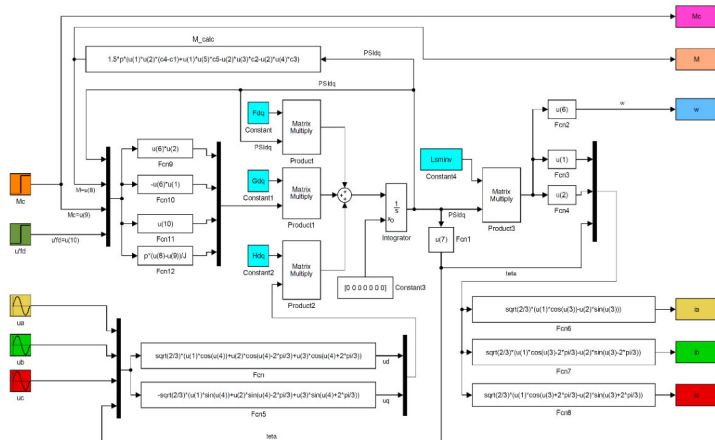 Mc
M_calc
1.5*p*(u(1)*u(2)*(c4-c1)+u(1)*u(5)*c5-u(2)*u(3)*c2-u(2)*u(4)*c3)
PSIdq
M
PSIdq
Fdq
Constant
PSIdq
Matrix
Multiply
Product
u(6)
Fcn2
w
w
u(6)*u(2)
Fcn9
Lsminv
Constant4
Matrix
Multiply
Product3
u(1)
Fcn3
Mc
M=u(8)
-u(6)*u(1)
Fcn10
Gdq
Constant1
Matrix
Multiply
Product1
1
s
xo
Integrator
PSIdq
u(2)
Fcn4
Mc=u(9)
u(10)
Fcn11
u'fd
u'fd=u(10)
p*(u(8)-u(9))/J
Fcn12
Hdq
Constant2
Matrix
Multiply
Product2
u(7)
Fcn1
[0 0 0 0 0 0 0]
Constant3
teta
ua
sqrt(2/3)*(u(1)*cos(u(3))-u(2)*sin(u(3)))
Fcn6
ia
ub
sqrt(2/3)*(u(1)*cos(u(4))+u(2)*cos(u(4)-2*pi/3)+u(3)*cos(u(4)+2*pi/3))
Fcn
ud
sqrt(2/3)*(u(1)*cos(u(3)-2*pi/3)-u(2)*sin(u(3)-2*pi/3))
Fcn7
ib
uc
-sqrt(2/3)*(u(1)*sin(u(4))+u(2)*sin(u(4)-2*pi/3)+u(3)*sin(u(4)+2*pi/3))
Fcn5
uq
sqrt(2/3)*(u(1)*cos(u(3)+2*pi/3)-u(2)*sin(u(3)+2*pi/3))
Fcn8
ic
teta